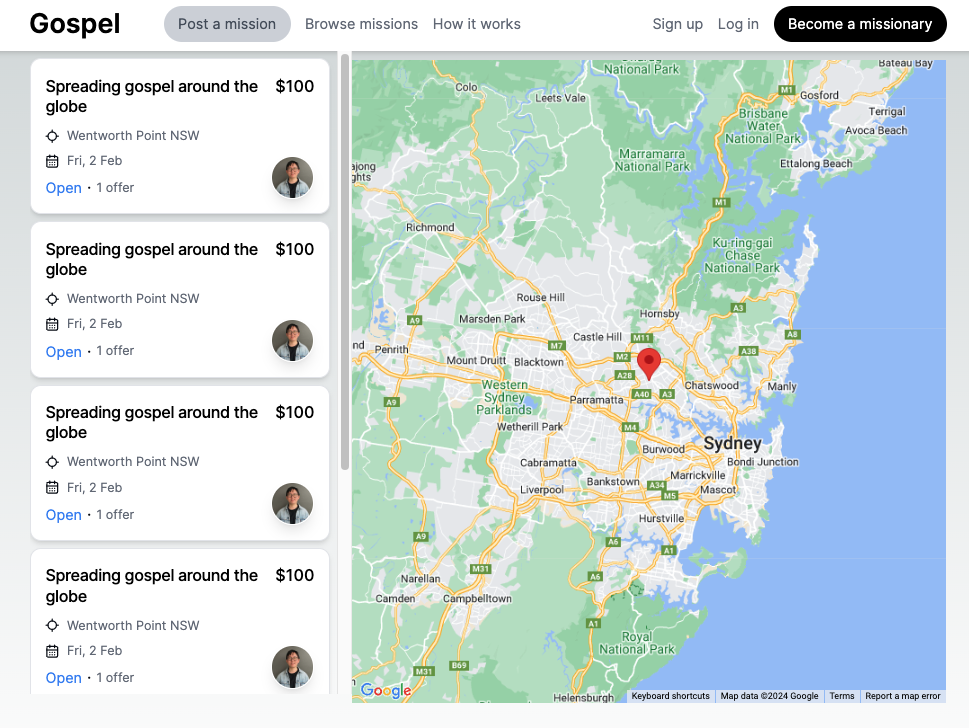 Gospel
Post a mission
Browse missions
How it works
Sign up
Log in
Become a missionary
Spreading gospel around the globe
$100
Wentworth Point NSW
Fri, 2 Feb
Open · 1 offer
Spreading gospel around the globe
$100
Wentworth Point NSW
Fri, 2 Feb
Open · 1 offer
Spreading gospel around the globe
$100
Wentworth Point NSW
Fri, 2 Feb
Open · 1 offer
Spreading gospel around the globe
$100
Wentworth Point NSW
Fri, 2 Feb
Open · 1 offer
National Park
Bateau Bay
Colo
Leets Vale
M1
Gosford
Terrigal
Brisbane Water National Park
Avoca Beach
Marramarra National Park
Ettalong Beach
M1
Richmond
Ku-ring-gai Chase National Park
Rouse Hill
A3
Hornsby
A9
Marsden Park
Castle Hill
M11
A8
Penrith
M7
M2
A38
Mount Druitt
Blacktown
A28
Chatswood
Manly
Western Sydney Parklands
A9
Parramatta
A40
A3
Wetherill Park
M4
Sydney
Burwood
Cabramatta
Bondi Junction
Marrickville
Bankstown
A34
Mascot
Liverpool
M5
Hurstville
A9
A6
A1
M31
Narellan
A6
Camden
Campbelltown
A1
Royal National Park
B69
M31
Helensburgh
Google
Keyboard shortcuts
Map data ©2024 Google
Terms
Report a map error